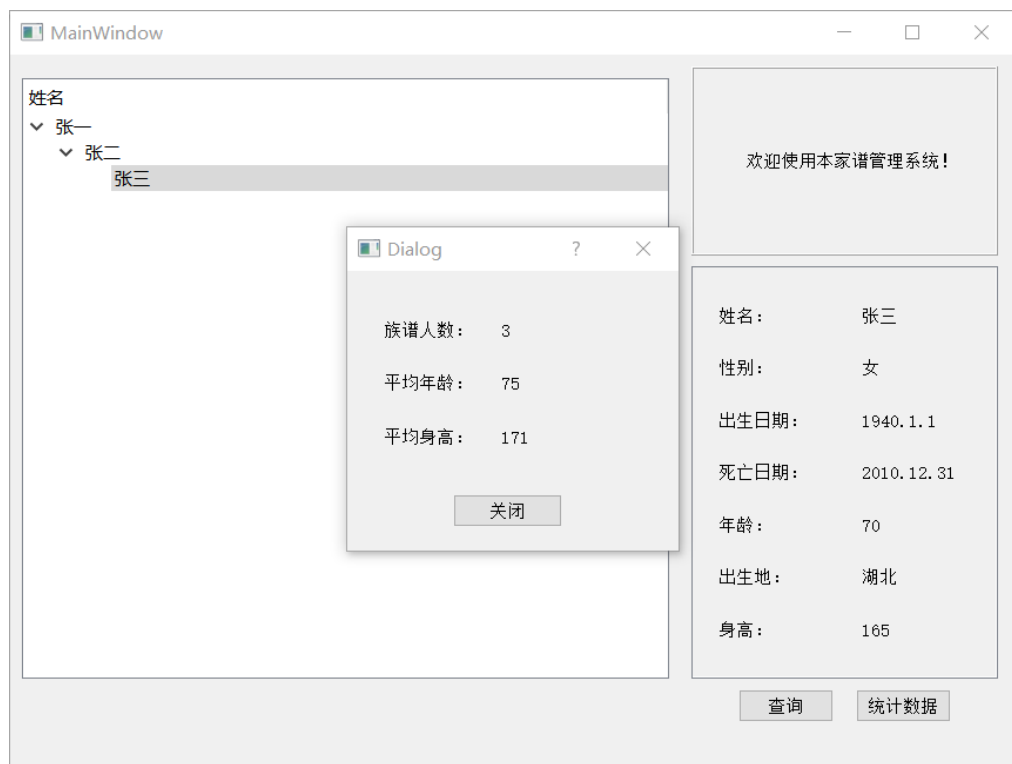 MainWindow
姓名
张一
张二
张三
欢迎使用本家谱管理系统!
Dialog
?
族谱人数: 3
平均年龄: 75
平均身高: 171
关闭
姓名: 张三
性别: 女
出生日期: 1940.1.1
死亡日期: 2010.12.31
年龄: 70
出生地: 湖北
身高: 165
查询
统计数据